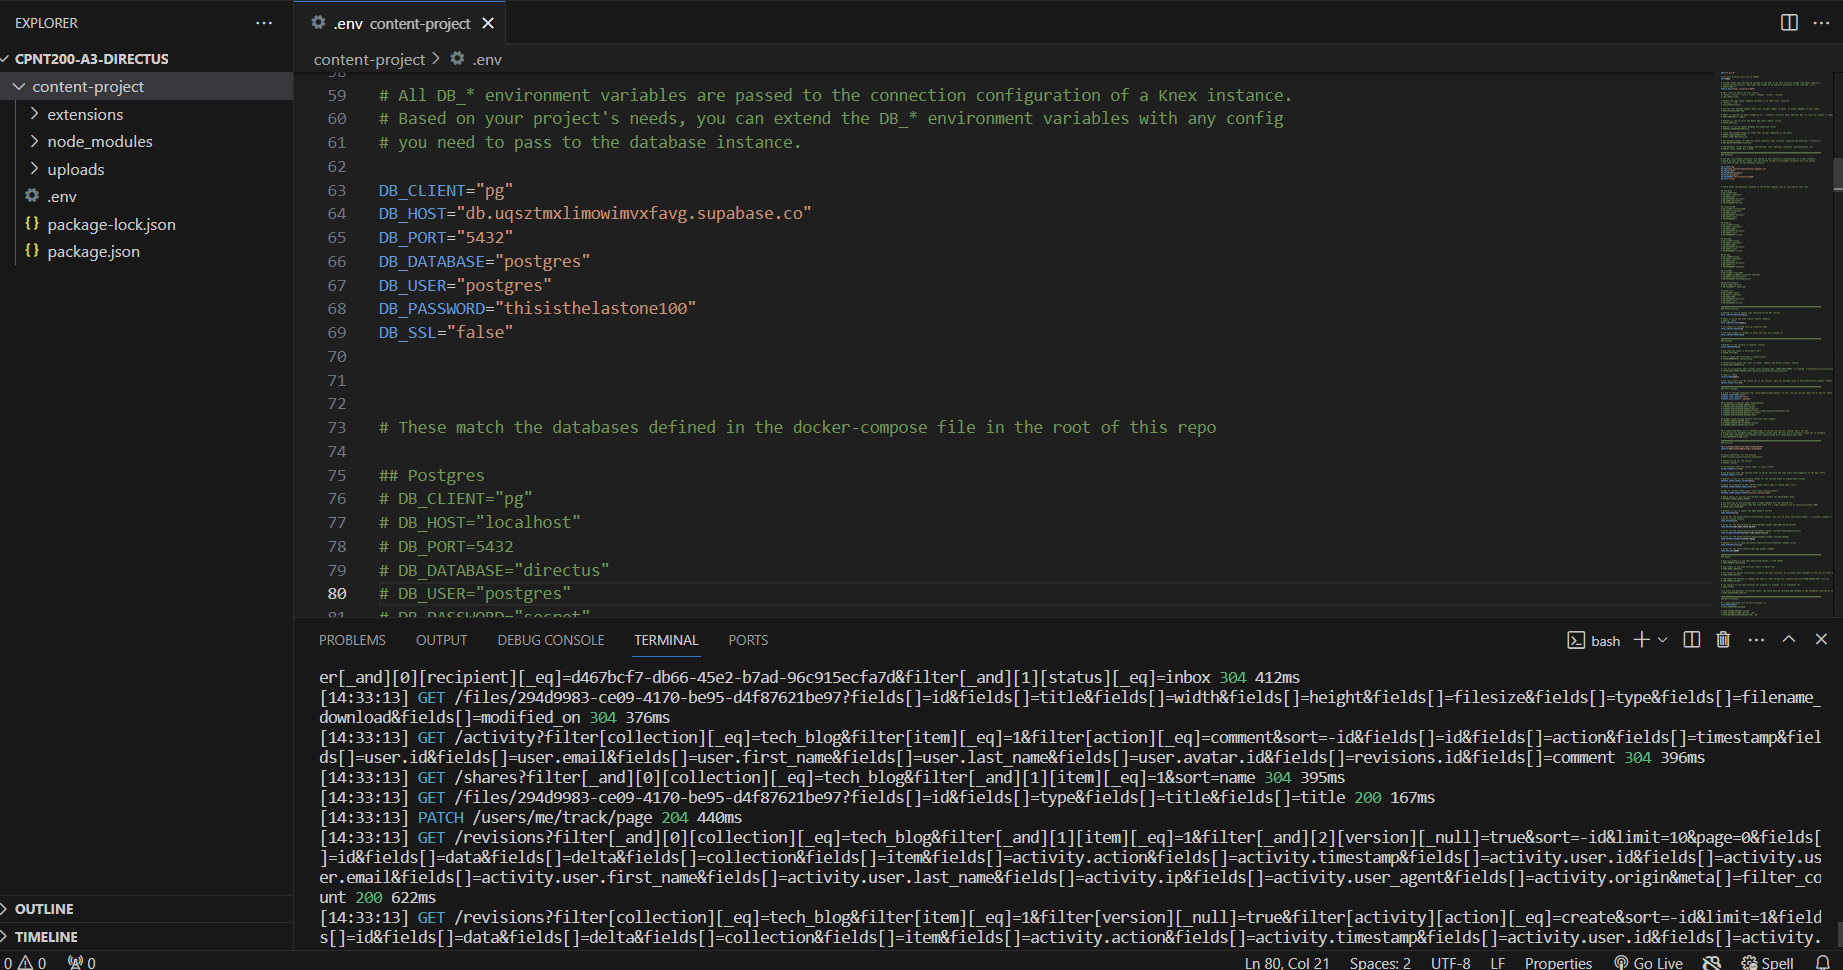 EXPLORER
.env content-project
CPNT200-A3-DIRECTUS
content-project
extensions
node_modules
uploads
.env
package-lock.json
package.json
OUTLINE
TIMELINE
content-project > .env
58
59 # All DB_* environment variables are passed to the connection configuration of a Knex instance.
60 # Based on your project's needs, you can extend the DB_* environment variables with any config
61 # you need to pass to the database instance.
62
63 DB_CLIENT="pg"
64 DB_HOST="db.uqsztmxlimowimvxfavg.supabase.co"
65 DB_PORT="5432"
66 DB_DATABASE="postgres"
67 DB_USER="postgres"
68 DB_PASSWORD="thisisthelastone100"
69 DB_SSL="false"
70
71
72
73 # These match the databases defined in the docker-compose file in the root of this repo
74
75 ## Postgres
76 # DB_CLIENT="pg"
77 # DB_HOST="localhost"
78 # DB_PORT=5432
79 # DB_DATABASE="directus"
80 # DB_USER="postgres"
81 # DB_PASSWORD="secret"
PROBLEMS OUTPUT DEBUG CONSOLE TERMINAL PORTS bash
er[_and][0][recipient][_eq]=d467bcf7-db66-45e2-b7ad-96c915ecfa7d&filter[_and][1][status][_eq]=inbox 304 412ms
[14:33:13] GET /files/294d9983-ce09-4170-be95-d4f87621be97?fields[]=id&fields[]=title&fields[]=width&fields[]=height&fields[]=filesize&fields[]=type&fields[]=filename_
download&fields[]=modified_on 304 376ms
[14:33:13] GET /activity?filter[collection][_eq]=tech_blog&filter[item][_eq]=1&filter[action][_eq]=comment&sort=-id&fields[]=id&fields[]=action&fields[]=timestamp&fiel
ds[]=user.id&fields[]=user.email&fields[]=user.first_name&fields[]=user.last_name&fields[]=user.avatar.id&fields[]=revisions.id&fields[]=comment 304 396ms
[14:33:13] GET /shares?filter[_and][0][collection][_eq]=tech_blog&filter[_and][1][item][_eq]=1&sort=name 304 395ms
[14:33:13] GET /files/294d9983-ce09-4170-be95-d4f87621be97?fields[]=id&fields[]=type&fields[]=title&fields[]=title 200 167ms
[14:33:13] PATCH /users/me/track/page 204 440ms
[14:33:13] GET /revisions?filter[_and][0][collection][_eq]=tech_blog&filter[_and][1][item][_eq]=1&filter[_and][2][version][_null]=true&sort=-id&limit=10&page=0&fields[
]=id&fields[]=data&fields[]=delta&fields[]=collection&fields[]=item&fields[]=activity.action&fields[]=activity.timestamp&fields[]=activity.user.id&fields[]=activity.us
er.email&fields[]=activity.user.first_name&fields[]=activity.user.last_name&fields[]=activity.ip&fields[]=activity.user_agent&fields[]=activity.origin&meta[]=filter_co
unt 200 622ms
[14:33:13] GET /revisions?filter[collection][_eq]=tech_blog&filter[item][_eq]=1&filter[version][_null]=true&filter[activity][action][_eq]=create&sort=-id&limit=1&field
s[]=id&fields[]=data&fields[]=delta&fields[]=collection&fields[]=item&fields[]=activity.action&fields[]=activity.timestamp&fields[]=activity.user.id&fields[]=activity.
0 0 0 Ln 80, Col 21 Spaces: 2 UTF-8 LF Properties Go Live Spell